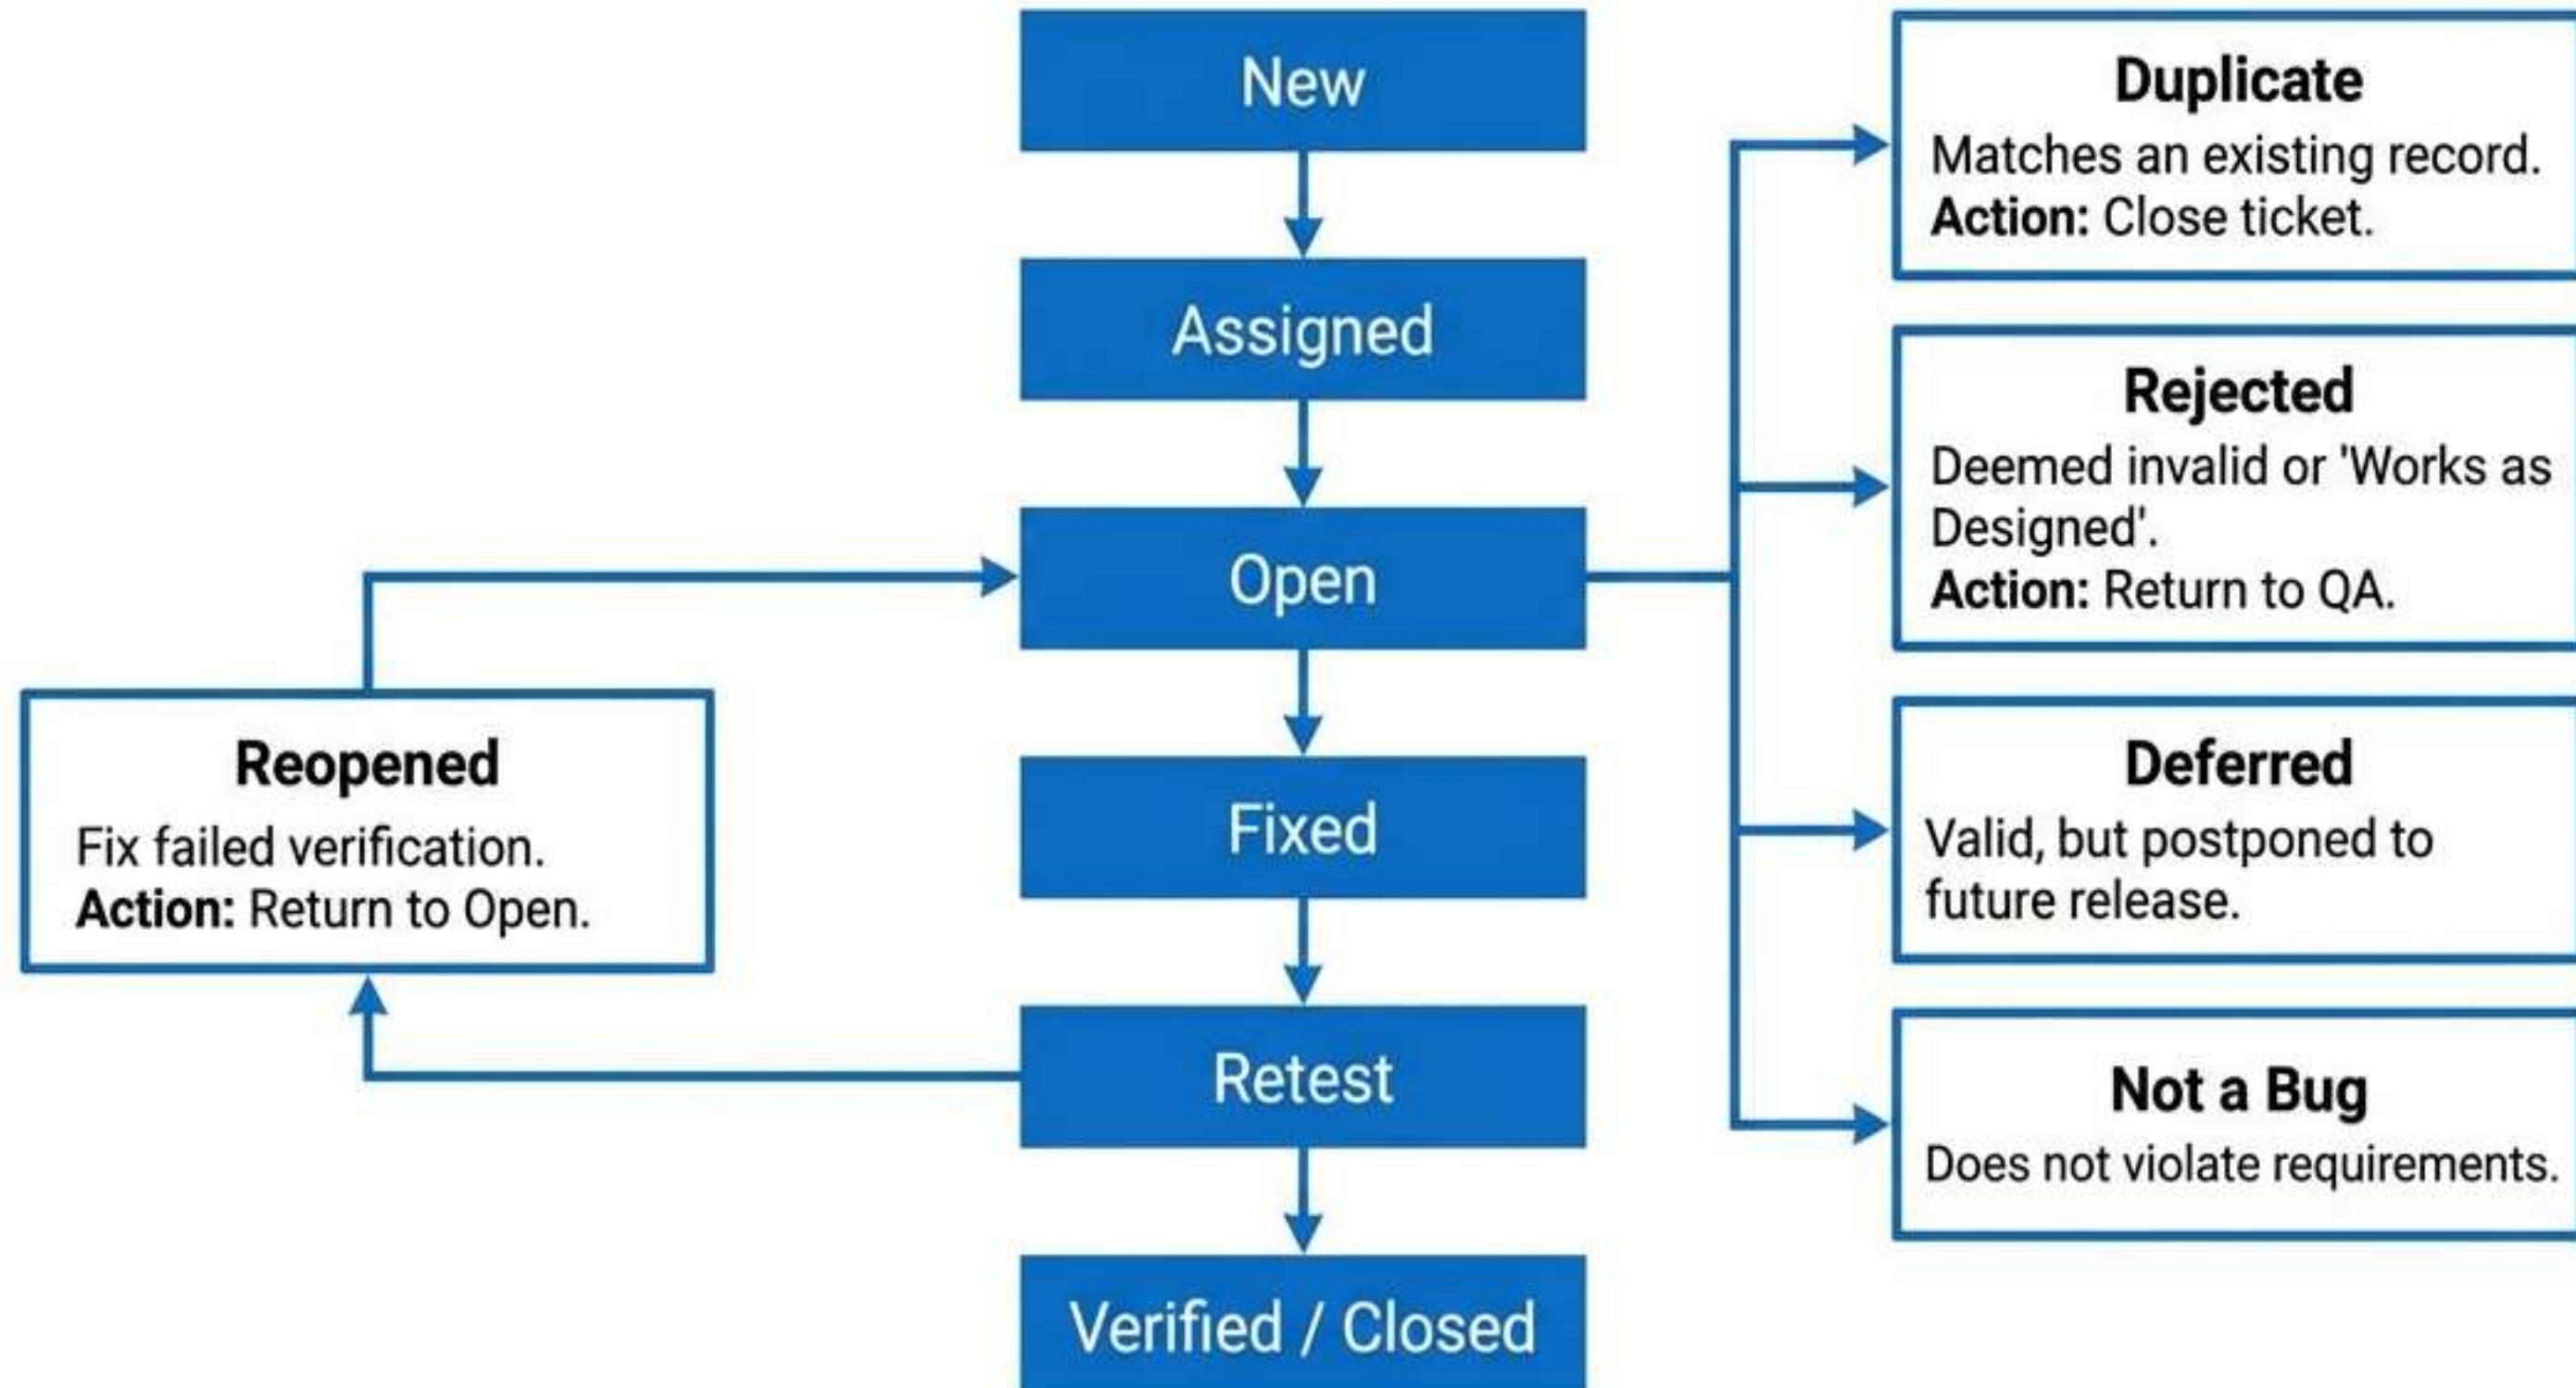 New
Assigned
Open
Fixed
Retest
Verified / Closed
Reopened
Fix failed verification.
Action: Return to Open.
Duplicate
Matches an existing record.
Action: Close ticket.
Rejected
Deemed invalid or 'Works as
Designed'.
Action: Return to QA.
Deferred
Valid, but postponed to
future release.
Not a Bug
Does not violate requirements.